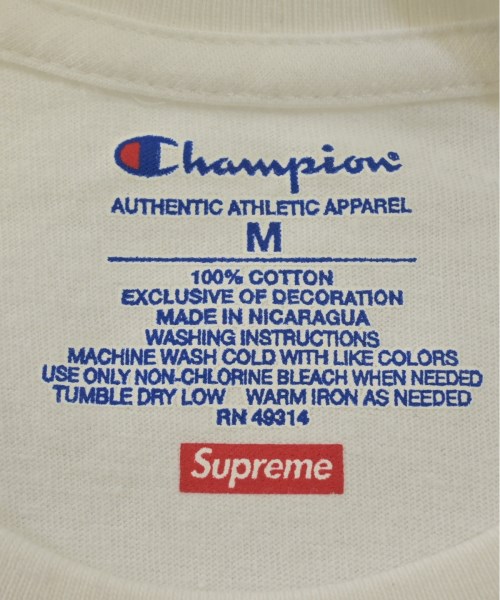 Champion
AUTHENTIC ATHLETIC APPAREL
M
100% COTTON
EXCLUSIVE OF DECORATION
MADE IN NICARAGUA
WASHING INSTRUCTIONS
MACHINE WASH COLD WITH LIKE COLORS
USE ONLY NON-CHLORINE BLEACH WHEN NEEDED
TUMBLE DRY LOW WARM IRON AS NEEDED
RN 49314
Supreme